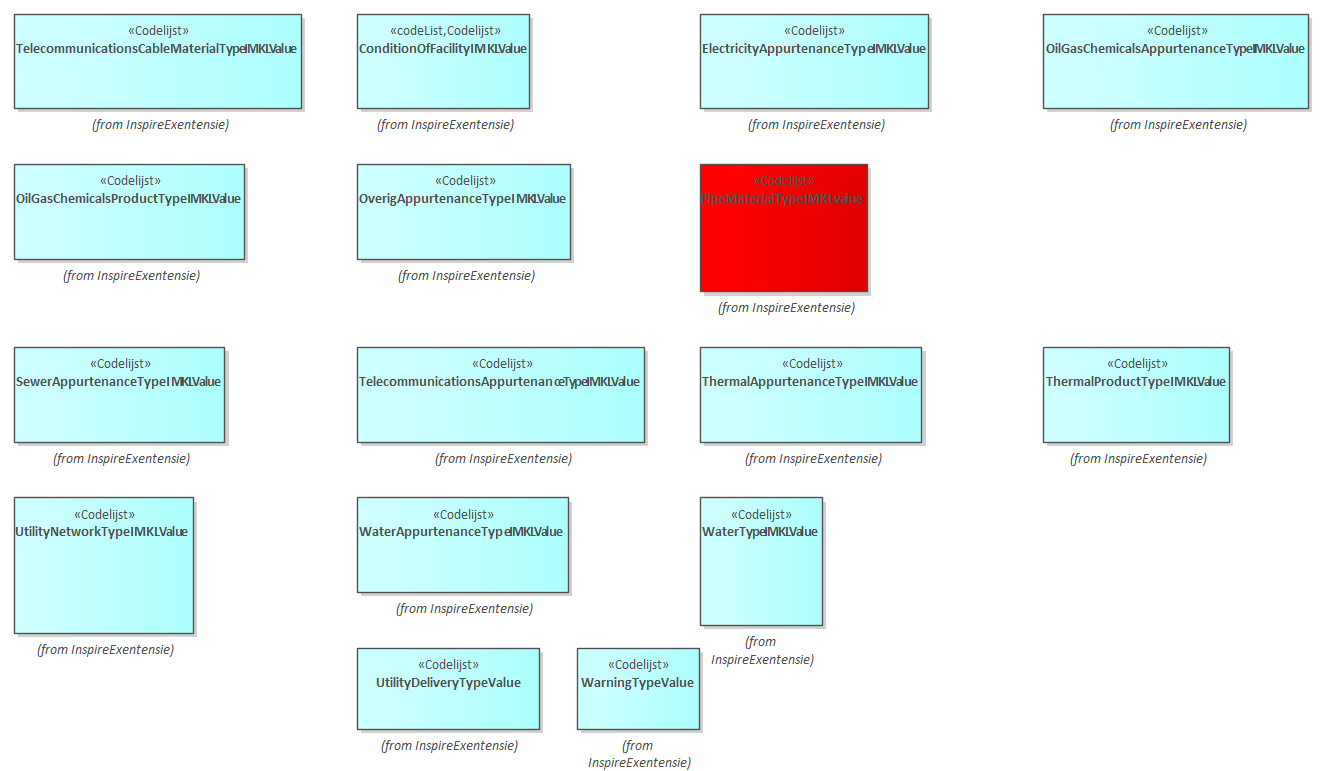 «Codelijst»
TelecommunicationsCableMaterialTypeIMKLValue
(from InspireExentensie)
«codeList,Codelijst»
ConditionOfFacilityIMKLValue
(from InspireExentensie)
«Codelijst»
ElectricityAppurtenanceTypeIMKLValue
(from InspireExentensie)
«Codelijst»
OilGasChemicalsAppurtenanceTypeIMKLValue
(from InspireExentensie)
«Codelijst»
OilGasChemicalsProductTypeIMKLValue
(from InspireExentensie)
«Codelijst»
OverigAppurtenanceTypeIMKLValue
(from InspireExentensie)
«Codelijst»
PipeMaterialTypeIMKLValue
(from InspireExentensie)
«Codelijst»
SewerAppurtenanceTypeIMKLValue
(from InspireExentensie)
«Codelijst»
TelecommunicationsAppurtenanceTypeIMKLValue
(from InspireExentensie)
«Codelijst»
ThermalAppurtenanceTypeIMKLValue
(from InspireExentensie)
«Codelijst»
ThermalProductTypeIMKLValue
(from InspireExentensie)
«Codelijst»
UtilityNetworkTypeIMKLValue
(from InspireExentensie)
«Codelijst»
WaterAppurtenanceTypeIMKLValue
(from InspireExentensie)
«Codelijst»
WaterTypeIMKLValue
(from
InspireExentensie)
«Codelijst»
UtilityDeliveryTypeValue
(from InspireExentensie)
«Codelijst»
WarningTypeValue
(from
InspireExentensie)